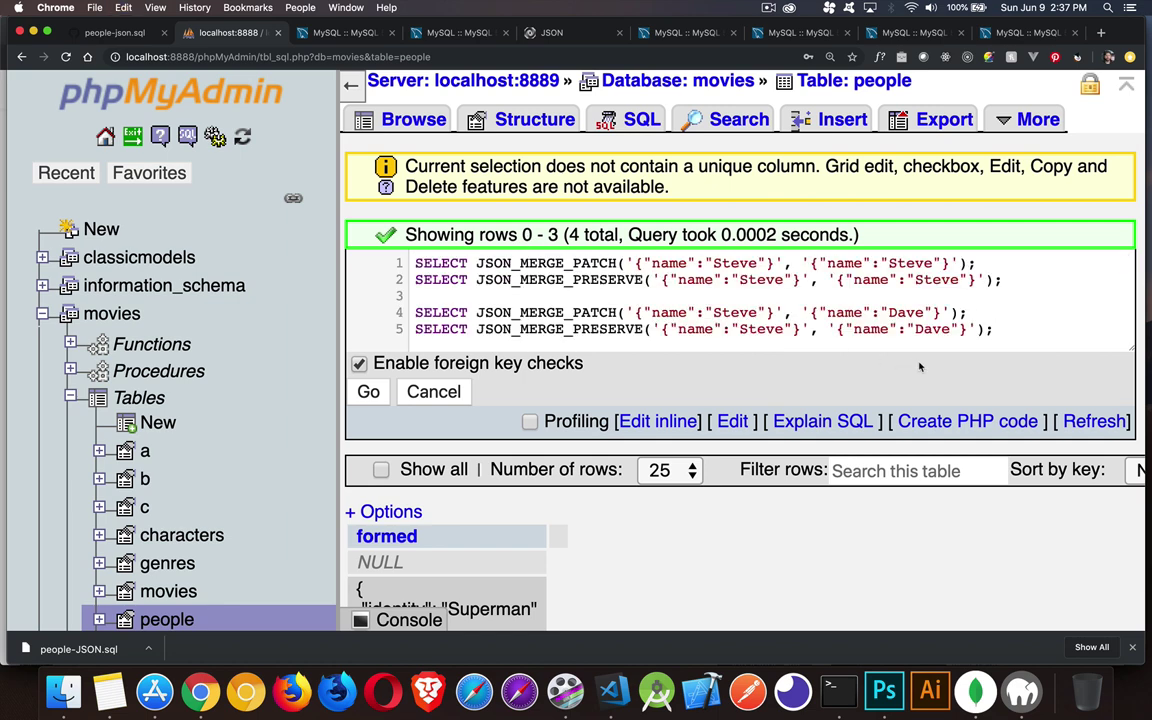 Chrome File Edit View History Bookmarks People Window Help 100% Sun Jun 9 2:37 PM
people-json.sql localhost:8888 / l MySQL :: MySQL MySQL :: MySQL JSON MySQL :: MySQL MySQL :: MySQL MySQL :: MySQL MySQL :: MySQL
localhost:8888/phpMyAdmin/tbl_sql.php?db=movies&table=people
phpMyAdmin
Recent Favorites
New
classmodels
information_schema
movies
Functions
Procedures
Tables
New
a
b
c
characters
genres
movies
people
Server: localhost:8889 » Database: movies » Table: people
Browse Structure SQL Search Insert Export More
Current selection does not contain a unique column. Grid edit, checkbox, Edit, Copy and
Delete features are not available.
Showing rows 0 - 3 (4 total, Query took 0.0002 seconds.)
1 SELECT JSON_MERGE_PATCH('{"name":"Steve"}', '{"name":"Steve"}');
2 SELECT JSON_MERGE_PRESERVE('{"name":"Steve"}', '{"name":"Steve"}');
3
4 SELECT JSON_MERGE_PATCH('{"name":"Steve"}', '{"name":"Dave"}');
5 SELECT JSON_MERGE_PRESERVE('{"name":"Steve"}', '{"name":"Dave"}');
Enable foreign key checks
Go Cancel
Profiling [Edit inline] [ Edit ] [ Explain SQL ] [ Create PHP code ] [ Refresh]
Show all | Number of rows: 25 Filter rows: Search this table Sort by key: N
+ Options
formed
NULL
{
"identity": "Superman"
Console
people-JSON.sql Show All
Ps Ai